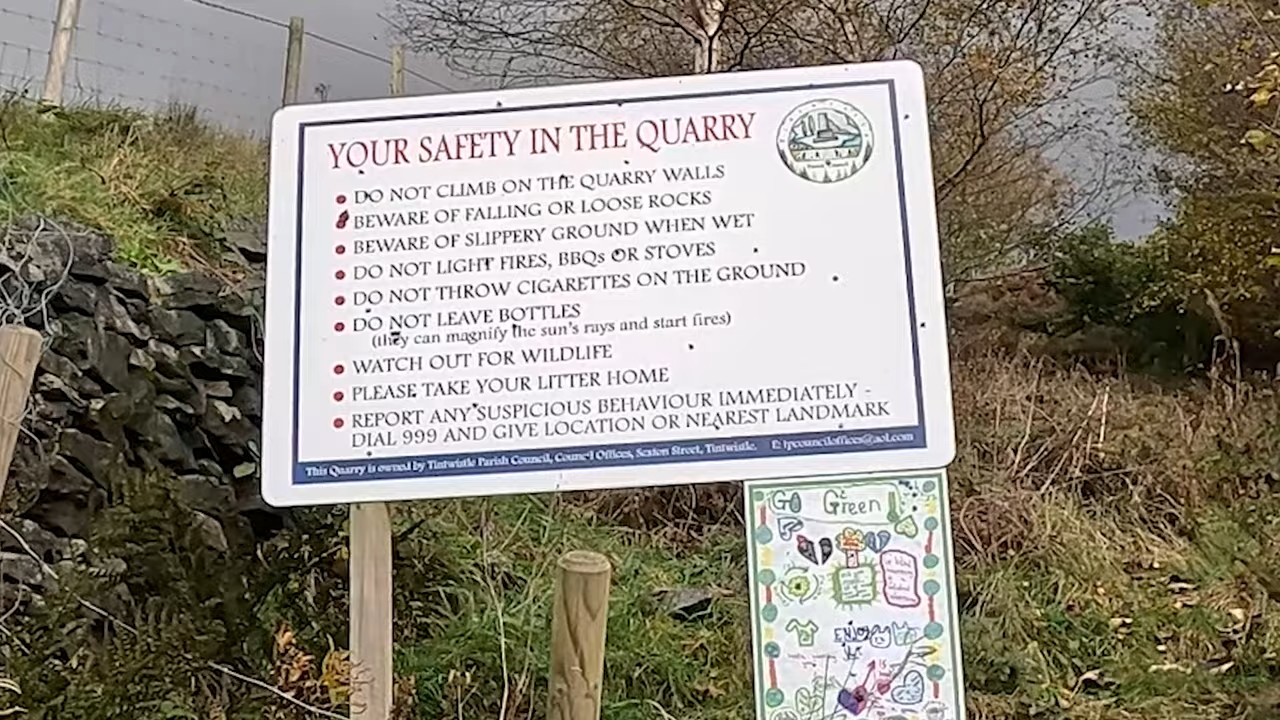 YOUR SAFETY IN THE QUARRY
DO NOT CLIMB ON THE QUARRY WALLS
BEWARE OF FALLING OR LOOSE ROCKS
BEWARE OF SLIPPERY GROUND WHEN WET
DO NOT LIGHT FIRES, BBQs OR STOVES
DO NOT THROW CIGARETTES ON THE GROUND
DO NOT LEAVE BOTTLES
(they can magnify the sun's rays and start fires)
WATCH OUT FOR WILDLIFE
PLEASE TAKE YOUR LITTER HOME
REPORT ANY SUSPICIOUS BEHAVIOUR IMMEDIATELY -
DIAL 999 AND GIVE LOCATION OR NEAREST LANDMARK
This Quarry is owned by Tintwistle Parish Council, Council Offices, Sexton Street, Tintwistle. E: tpcounciloffices@aol.com
Go Green
ENJOY